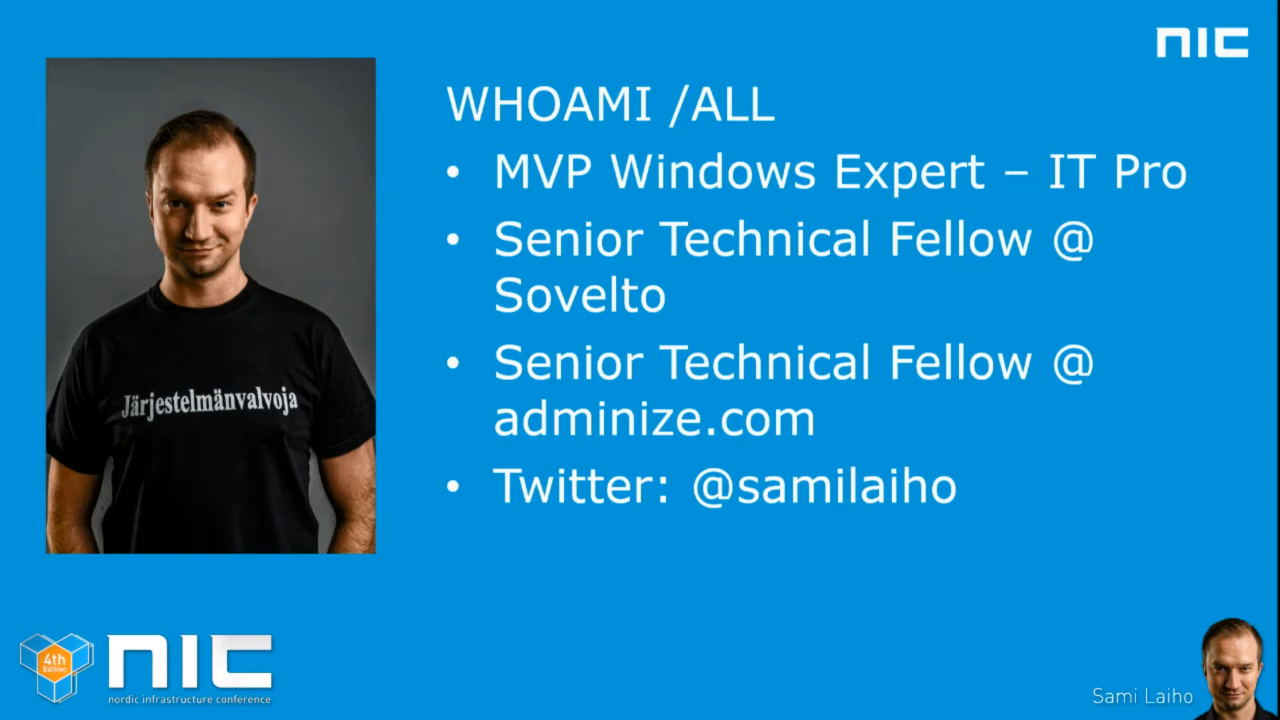 nic
WHOAMI /ALL
• MVP Windows Expert – IT Pro
• Senior Technical Fellow @
Sovelto
• Senior Technical Fellow @
adminize.com
• Twitter: @samilaiho
Järjestelmänvalvoja
4th
Edition
nic
nordic infrastructure conference
Sami Laiho